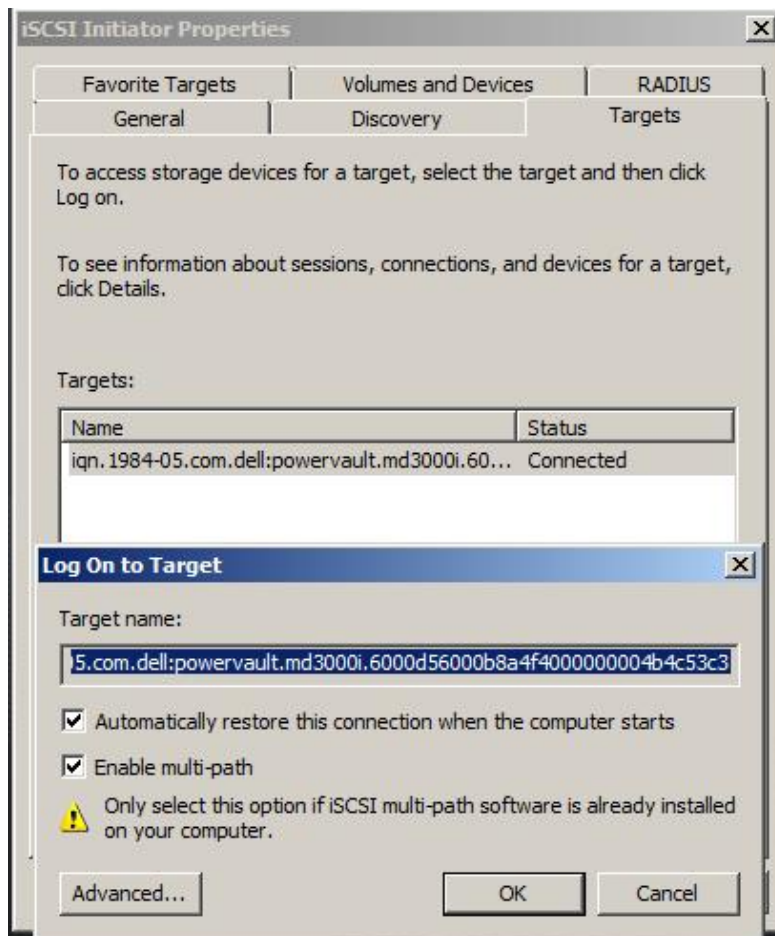 iSCSI Initiator Properties
Favorite Targets
Volumes and Devices
RADIUS
General
Discovery
Targets
To access storage devices for a target, select the target and then click
Log on.
To see information about sessions, connections, and devices for a target,
click Details.
Targets:
Name Status
iqn.1984-05.com.dell:powervault.md3000i.60... Connected
Log On to Target
Target name:
5.com.dell:powervault.md3000i.6000d56000b8a4f4000000004b4c53c3
Automatically restore this connection when the computer starts
Enable multi-path
Only select this option if iSCSI multi-path software is already installed
on your computer.
Advanced...
OK
Cancel